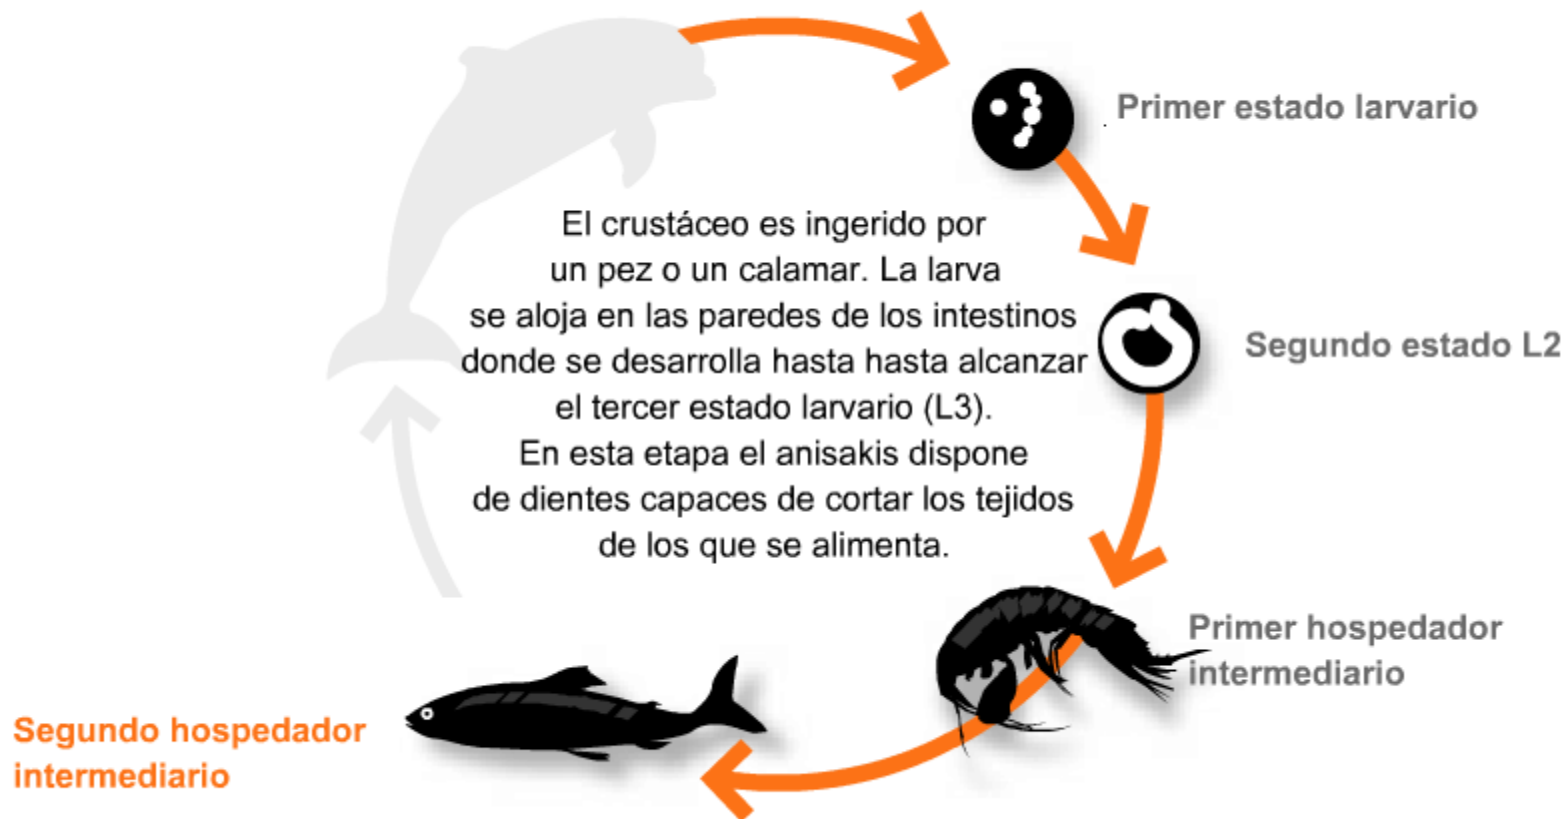 Primer estado larvario
El crustáceo es ingerido por
un pez o un calamar. La larva
se aloja en las paredes de los intestinos
donde se desarrolla hasta hasta alcanzar
el tercer estado larvario (L3).
En esta etapa el anisakis dispone
de dientes capaces de cortar los tejidos
de los que se alimenta.
Segundo estado L2
Primer hospedador
intermediario
Segundo hospedador
intermediario